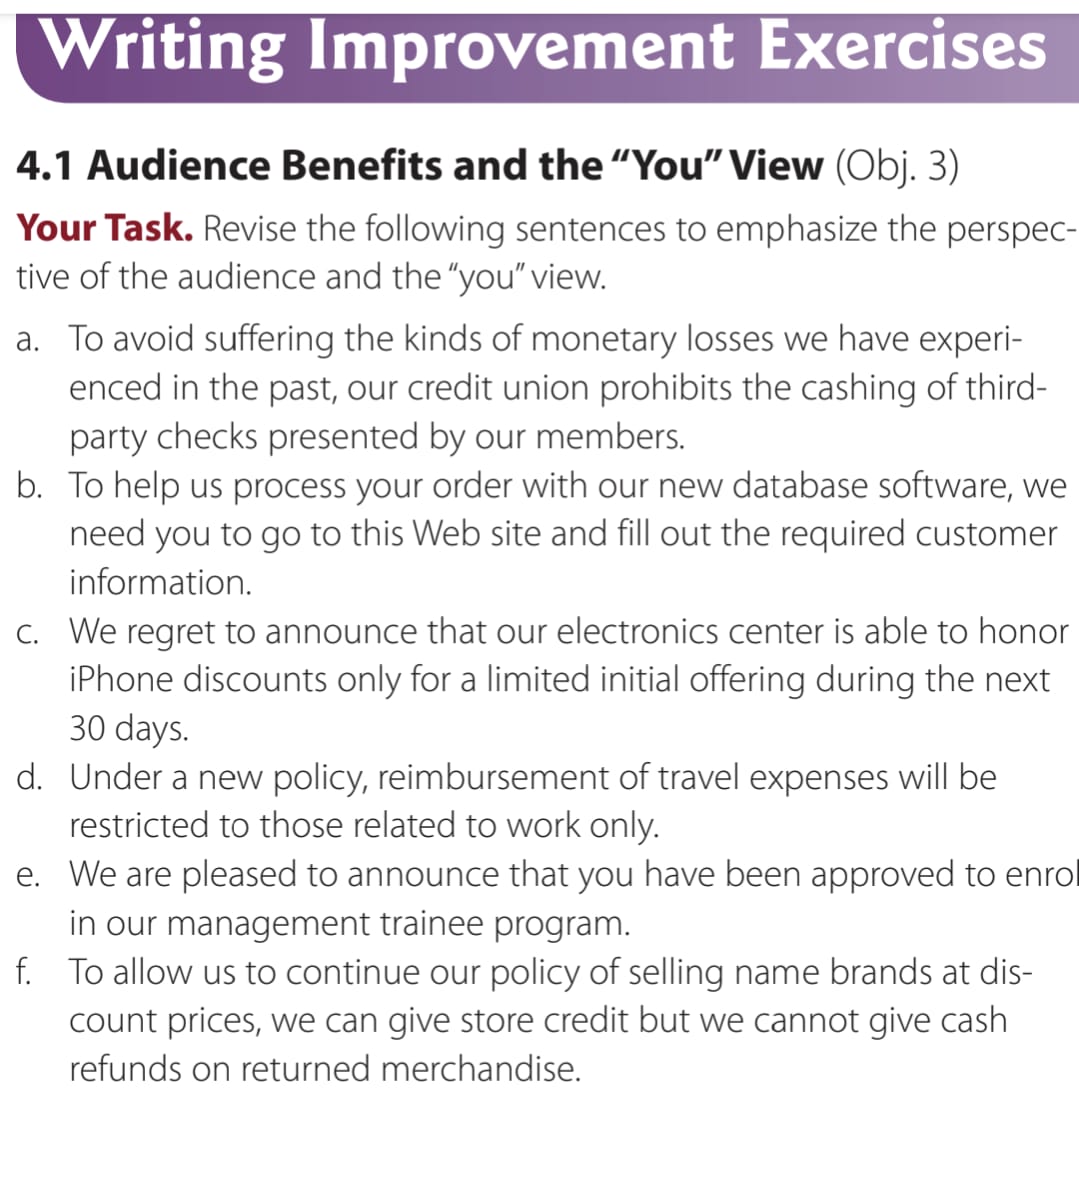 Writing Improvement Exercises
4.1 Audience Benefits and the “You” View (Obj. 3)
Your Task. Revise the following sentences to emphasize the perspec-
tive of the audience and the “you” view.
a. To avoid suffering the kinds of monetary losses we have experi-
enced in the past, our credit union prohibits the cashing of third-
party checks presented by our members.
b. To help us process your order with our new database software, we
need you to go to this Web site and fill out the required customer
information.
c. We regret to announce that our electronics center is able to honor
iPhone discounts only for a limited initial offering during the next
30 days.
d. Under a new policy, reimbursement of travel expenses will be
restricted to those related to work only.
e. We are pleased to announce that you have been approved to enrol
in our management trainee program.
f. To allow us to continue our policy of selling name brands at dis-
count prices, we can give store credit but we cannot give cash
refunds on returned merchandise.